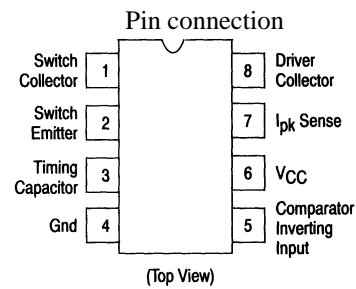 Pin connection
Switch
Collector
1
8
Driver
Collector
Switch
Emitter
2
7
Ipk Sense
Timing
Capacitor
3
6
VCC
Gnd
4
5
Comparator
Inverting
Input
(Top View)